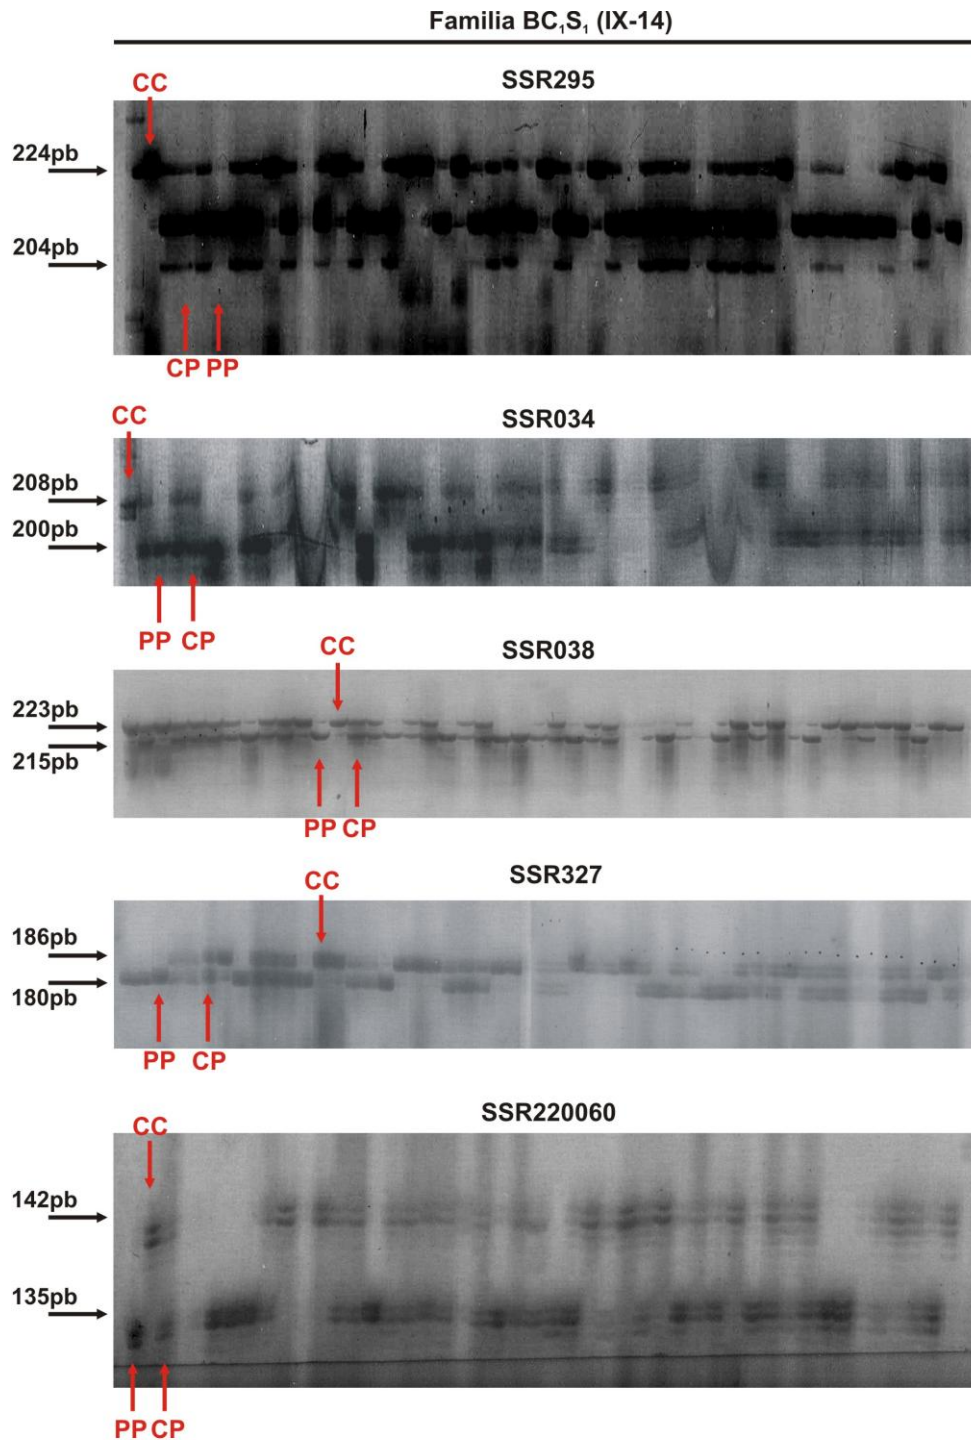 Familia BC₁S₁ (IX-14)
SSR295
CC
224pb
204pb
CP PP
SSR034
CC
208pb
200pb
PP CP
SSR038
CC
223pb
215pb
PP CP
SSR327
CC
186pb
180pb
PP CP
SSR220060
CC
142pb
135pb
PP CP